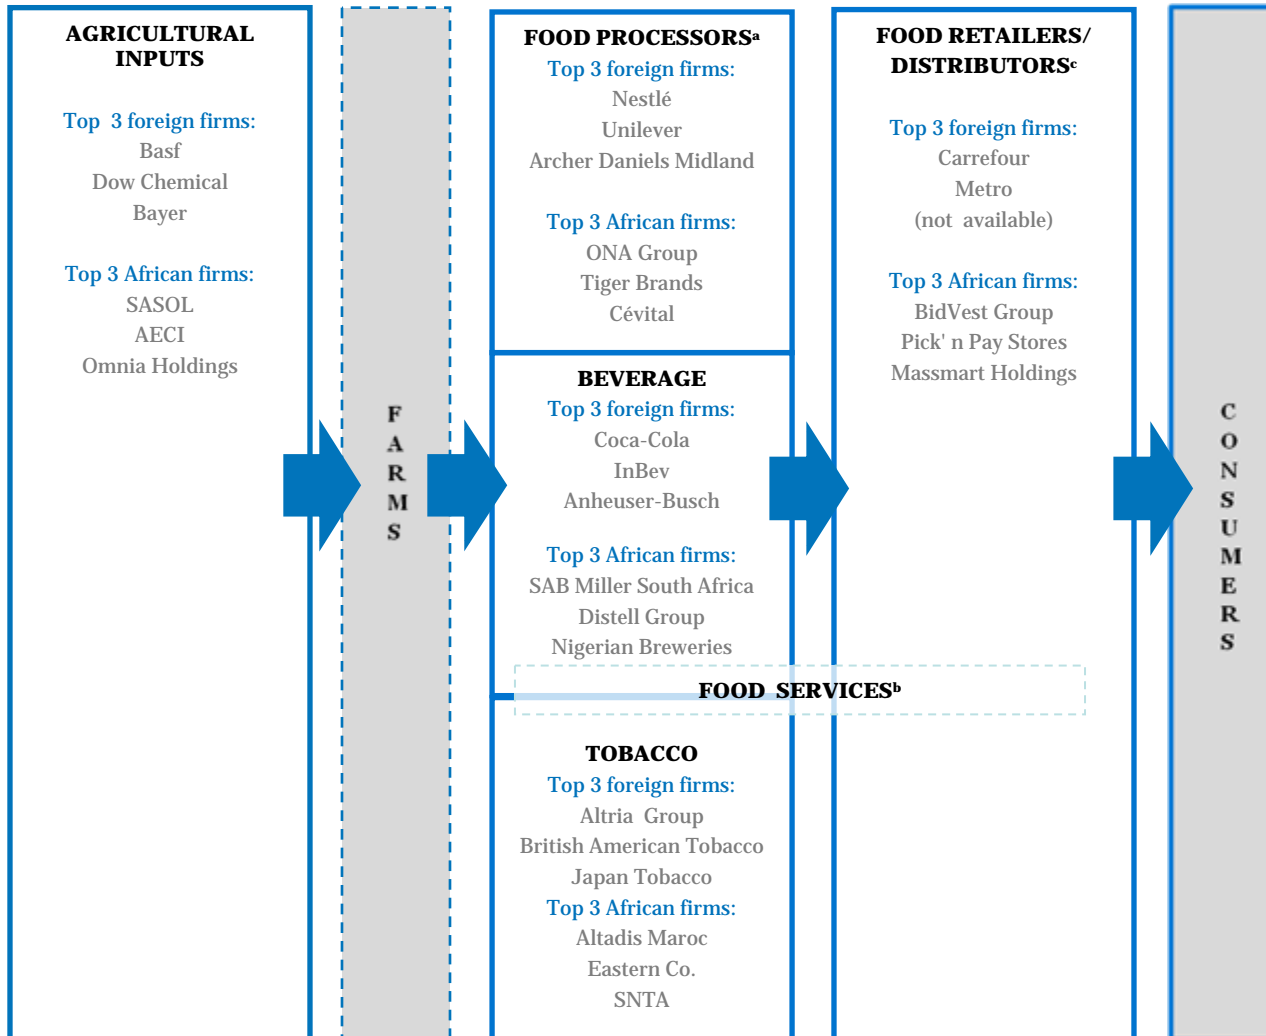 AGRICULTURAL
INPUTS
Top 3 foreign firms:
Basf
Dow Chemical
Bayer
Top 3 African firms:
SASOL
AECI
Omnia Holdings
FARMS
FOOD PROCESSORSᵃ
Top 3 foreign firms:
Nestlé
Unilever
Archer Daniels Midland
Top 3 African firms:
ONA Group
Tiger Brands
Cévital
BEVERAGE
Top 3 foreign firms:
Coca-Cola
InBev
Anheuser-Busch
Top 3 African firms:
SAB Miller South Africa
Distell Group
Nigerian Breweries
FOOD SERVICESᵇ
TOBACCO
Top 3 foreign firms:
Altria Group
British American Tobacco
Japan Tobacco
Top 3 African firms:
Altadis Maroc
Eastern Co.
SNTA
FOOD RETAILERS/
DISTRIBUTORSᶜ
Top 3 foreign firms:
Carrefour
Metro
(not available)
Top 3 African firms:
BidVest Group
Pick' n Pay Stores
Massmart Holdings
CONSUMERS